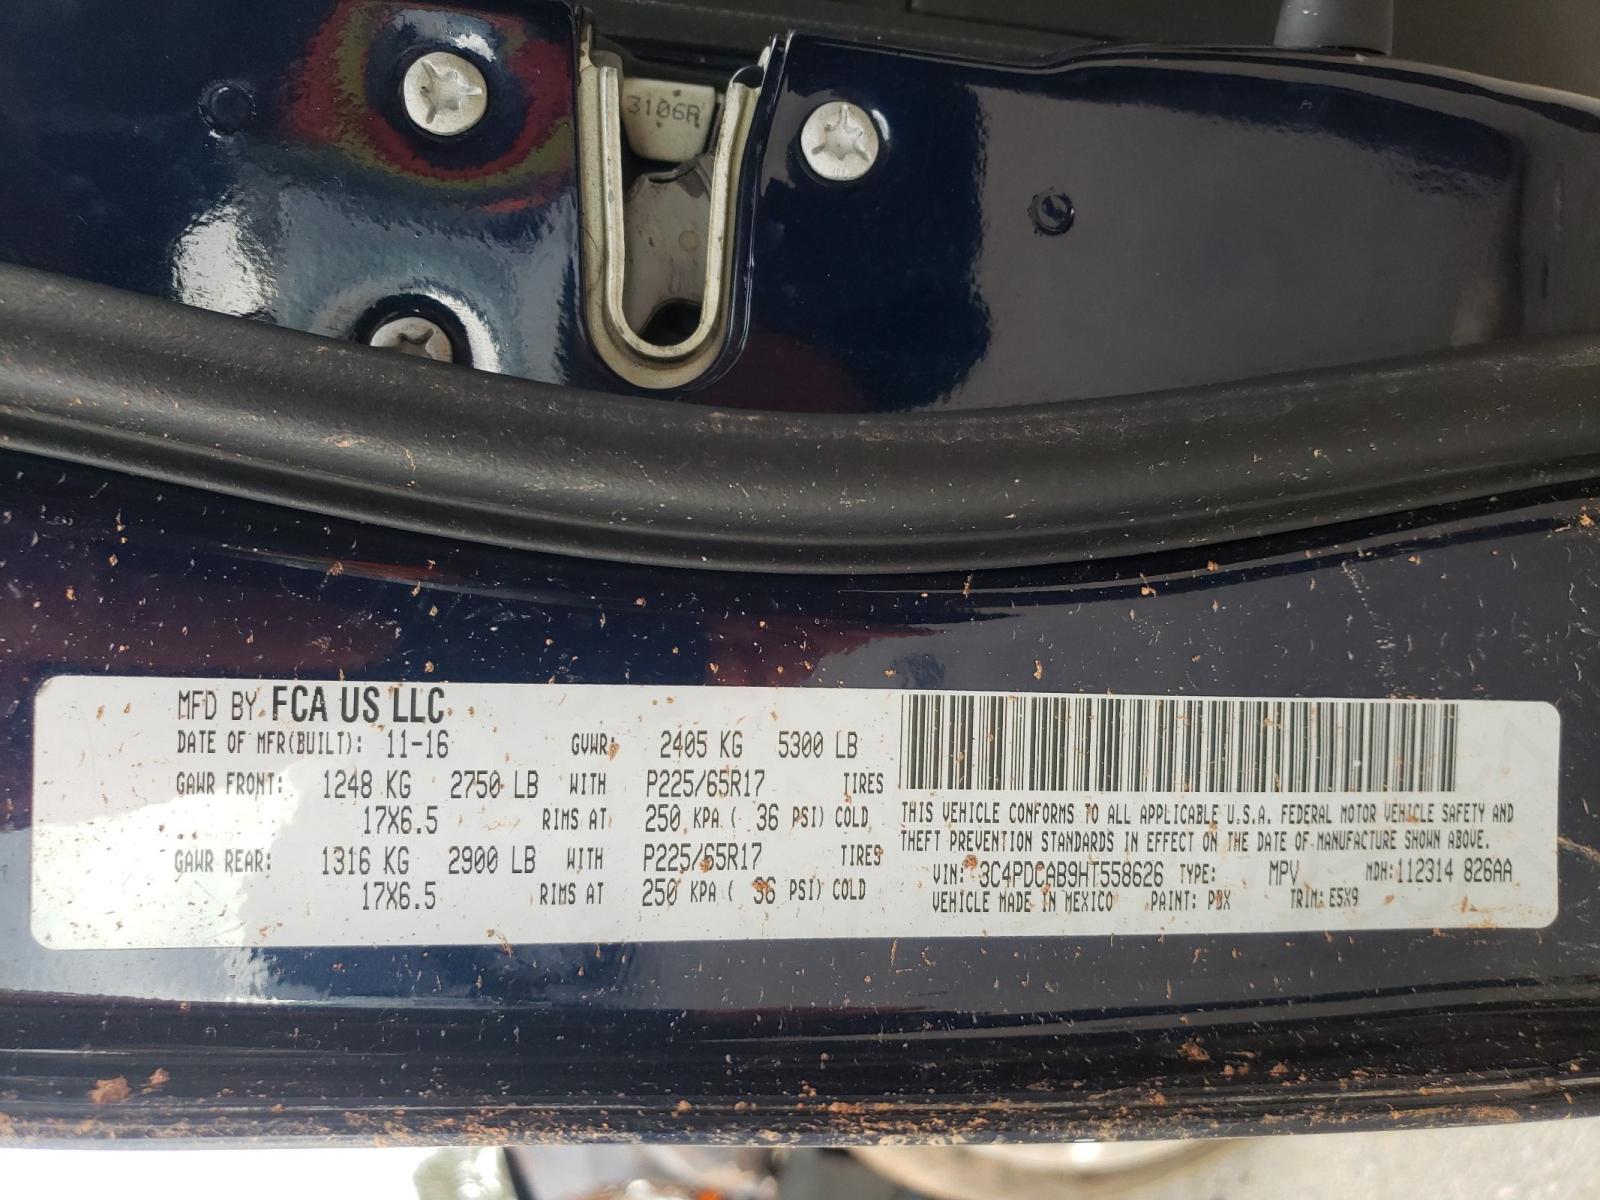 3106R
MFD BY FCA US LLC
DATE OF MFR(BUILT): 11-16 GVWR: 2405 KG 5300 LB
GAWR FRONT: 1248 KG 2750 LB WITH P225/65R17 TIRES
17X6.5 RIMS AT 250 KPA ( 36 PSI) COLD
GAWR REAR: 1316 KG 2900 LB WITH P225/65R17 TIRES
17X6.5 RIMS AT 250 KPA ( 36 PSI) COLD
THIS VEHICLE CONFORMS TO ALL APPLICABLE U.S.A. FEDERAL MOTOR VEHICLE SAFETY AND
THEFT PREVENTION STANDARDS IN EFFECT ON THE DATE OF MANUFACTURE SHOWN ABOVE.
VIN: 3C4PDCAB9HT558626 TYPE: MPV MDH: 112314 826AA
VEHICLE MADE IN MEXICO PAINT: PBX TRIM: E5X9